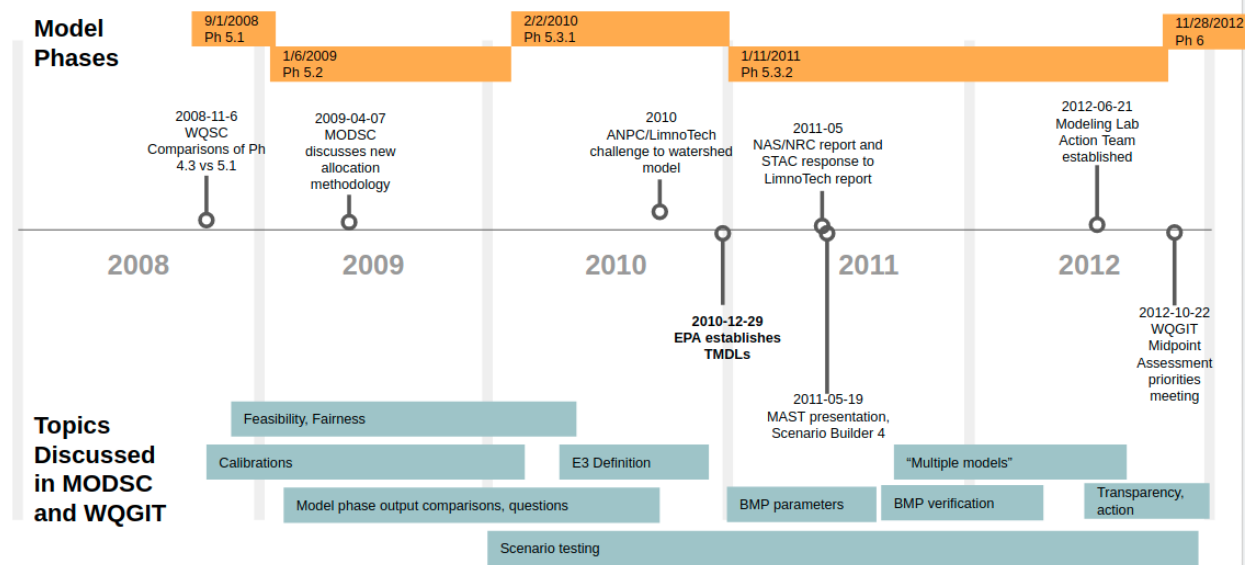 Model
Phases
9/1/2008
Ph 5.1
1/6/2009
Ph 5.2
2/2/2010
Ph 5.3.1
1/11/2011
Ph 5.3.2
11/28/2012
Ph 6
2008-11-6
WQSC
Comparisons of Ph
4.3 vs 5.1
2009-04-07
MODSC
discusses new
allocation
methodology
2010
ANPC/LimnoTech
challenge to watershed
model
2011-05
NAS/NRC report and
STAC response to
LimnoTech report
2012-06-21
Modeling Lab
Action Team
established
2008
2009
2010
2011
2012
2010-12-29
EPA establishes
TMDLs
2011-05-19
MAST presentation,
Scenario Builder 4
2012-10-22
WQGIT
Midpoint
Assessment
priorities
meeting
Topics
Discussed
in MODSC
and WQGIT
Feasibility, Fairness
Calibrations
E3 Definition
“Multiple models”
Model phase output comparisons, questions
BMP parameters
BMP verification
Transparency,
action
Scenario testing